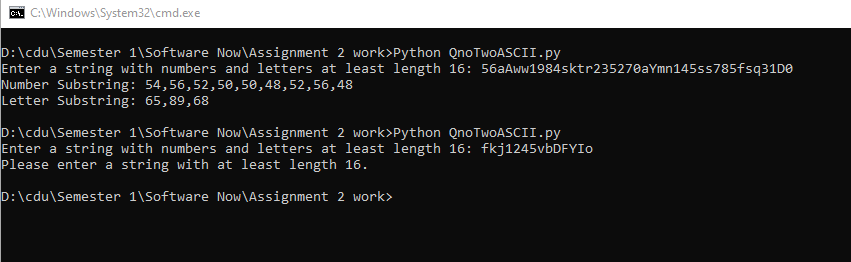 C:\Windows\System32\cmd.exe
D:\cdu\Semester 1\Software Now\Assignment 2 work>Python QnoTwoASCII.py
Enter a string with numbers and letters at least length 16: 56aAww1984sktr235270aYmn145ss785fsq31D0
Number Substring: 54,56,52,50,50,48,52,56,48
Letter Substring: 65,89,68
D:\cdu\Semester 1\Software Now\Assignment 2 work>Python QnoTwoASCII.py
Enter a string with numbers and letters at least length 16: fkj1245vbDFYIo
Please enter a string with at least length 16.
D:\cdu\Semester 1\Software Now\Assignment 2 work>